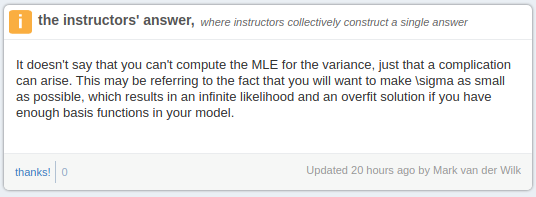 i the instructors' answer, where instructors collectively construct a single answer
It doesn't say that you can't compute the MLE for the variance, just that a complication
can arise. This may be referring to the fact that you will want to make \sigma as small
as possible, which results in an infinite likelihood and an overfit solution if you have
enough basis functions in your model.
thanks! 0 Updated 20 hours ago by Mark van der Wilk